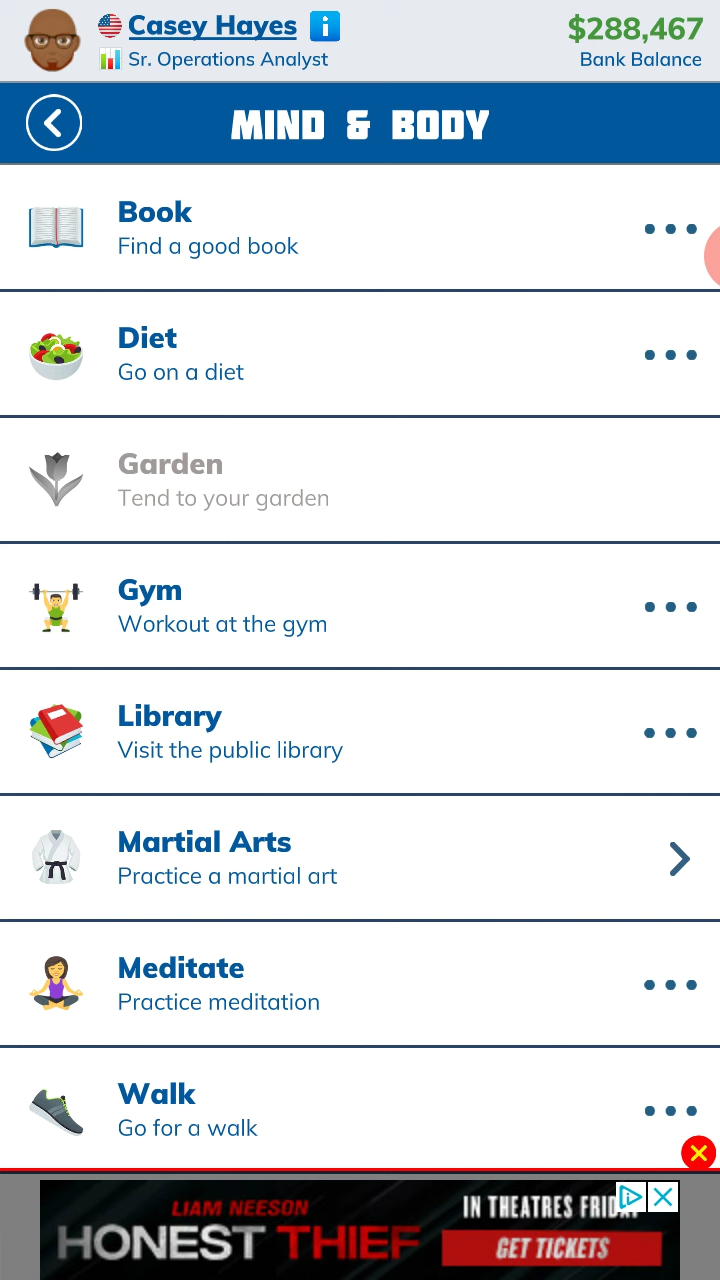 Casey Hayes
$288,467
Sr. Operations Analyst
Bank Balance
MIND & BODY
Book
Find a good book
Diet
Go on a diet
Garden
Tend to your garden
Gym
Workout at the gym
Library
Visit the public library
Martial Arts
Practice a martial art
Meditate
Practice meditation
Walk
Go for a walk
LIAM NEESON
HONEST THIEF
IN THEATRES FRIDAY
GET TICKETS